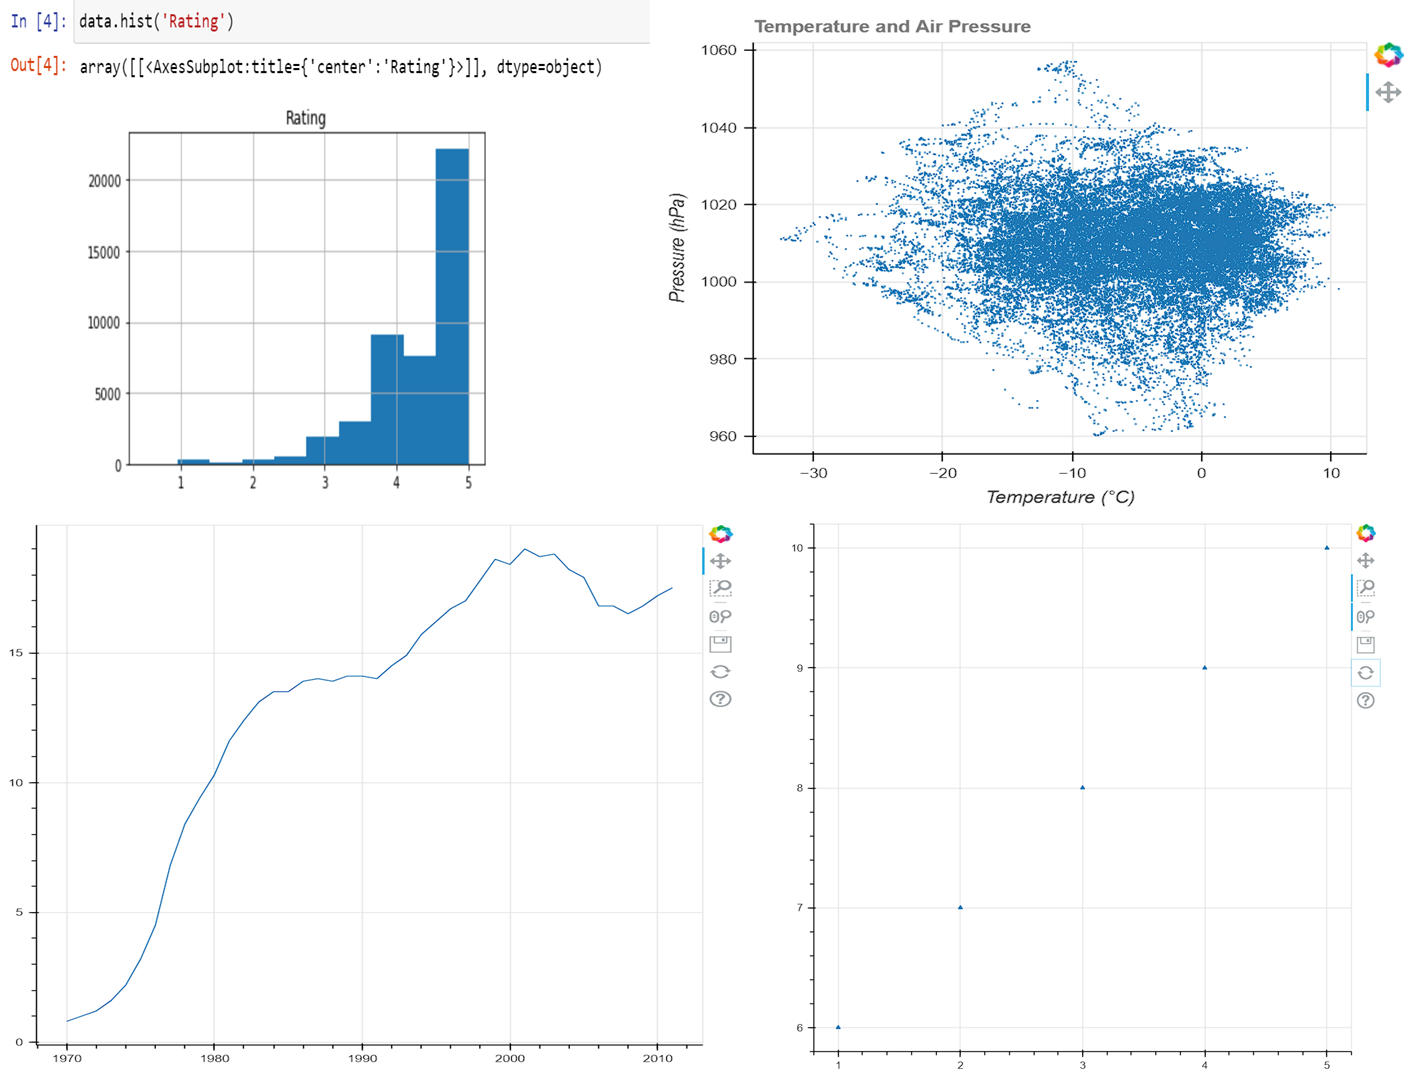 In [4]: data.hist('Rating')
Out[4]: array([[<AxesSubplot:title={'center':'Rating'}>]], dtype=object)
Rating
20000
15000
10000
5000
0
1 2 3 4 5
Temperature and Air Pressure
1060
1040
1020
1000
980
960
Pressure (hPa)
−30 −20 −10 0 10
Temperature (°C)
15
10
5
0
1970 1980 1990 2000 2010
10
9
8
7
6
1 2 3 4 5